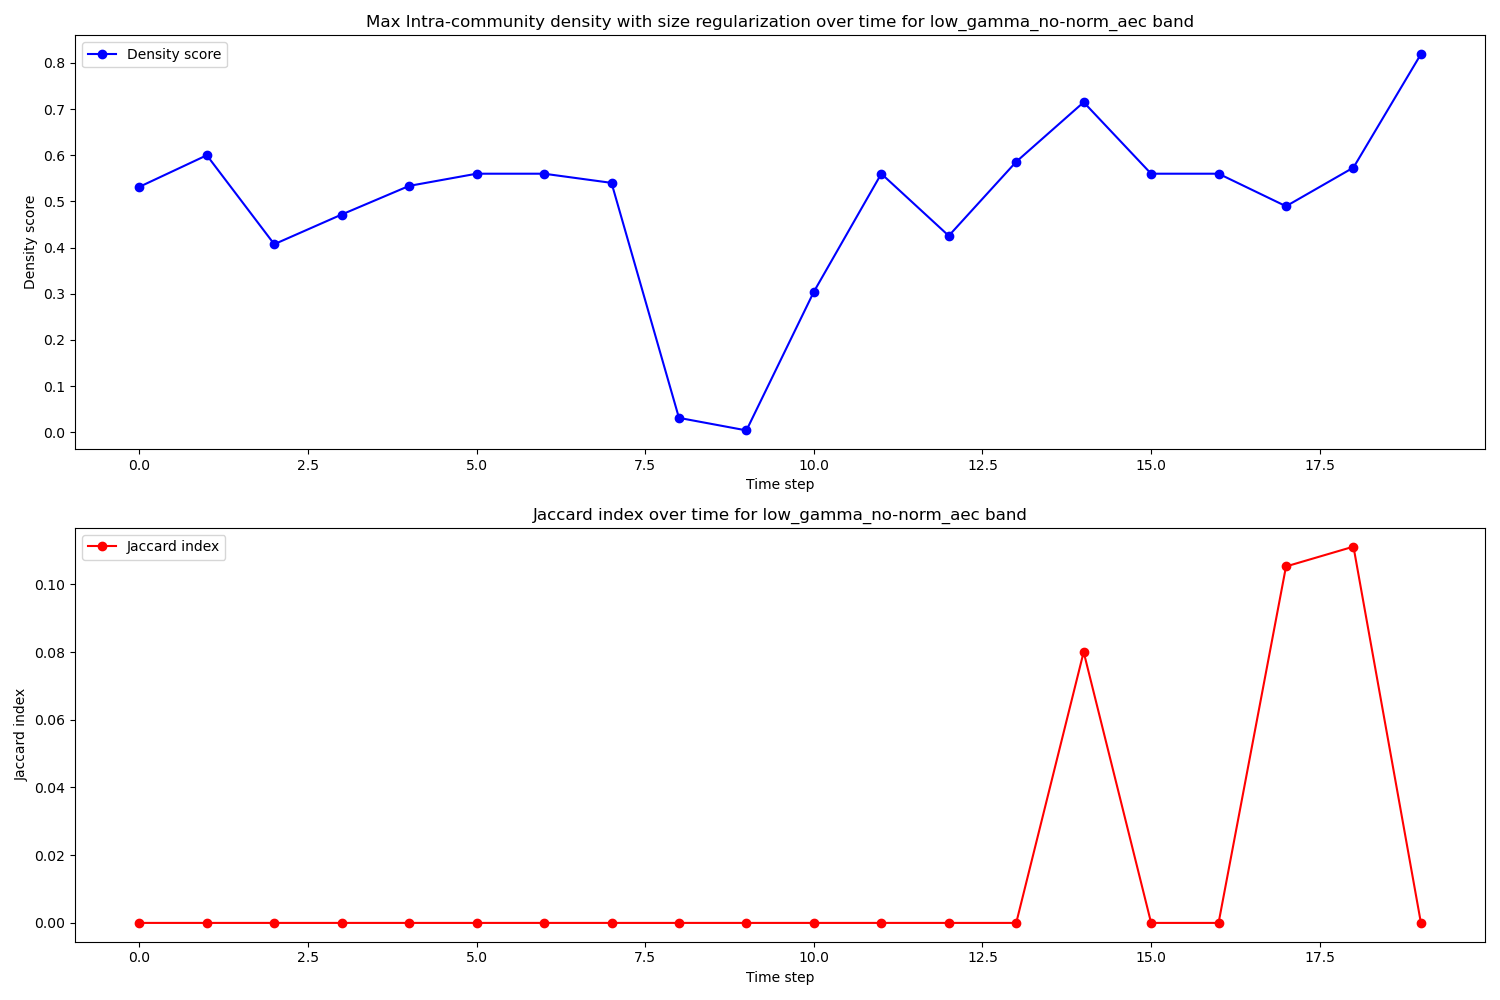 Max Intra-community density with size regularization over time for low_gamma_no-norm_aec band
Density score
Density score
0.8
0.7
0.6
0.5
0.4
0.3
0.2
0.1
0.0
0.0 2.5 5.0 7.5 10.0 12.5 15.0 17.5
Time step
Jaccard index over time for low_gamma_no-norm_aec band
Jaccard index
Jaccard index
0.10
0.08
0.06
0.04
0.02
0.00
0.0 2.5 5.0 7.5 10.0 12.5 15.0 17.5
Time step